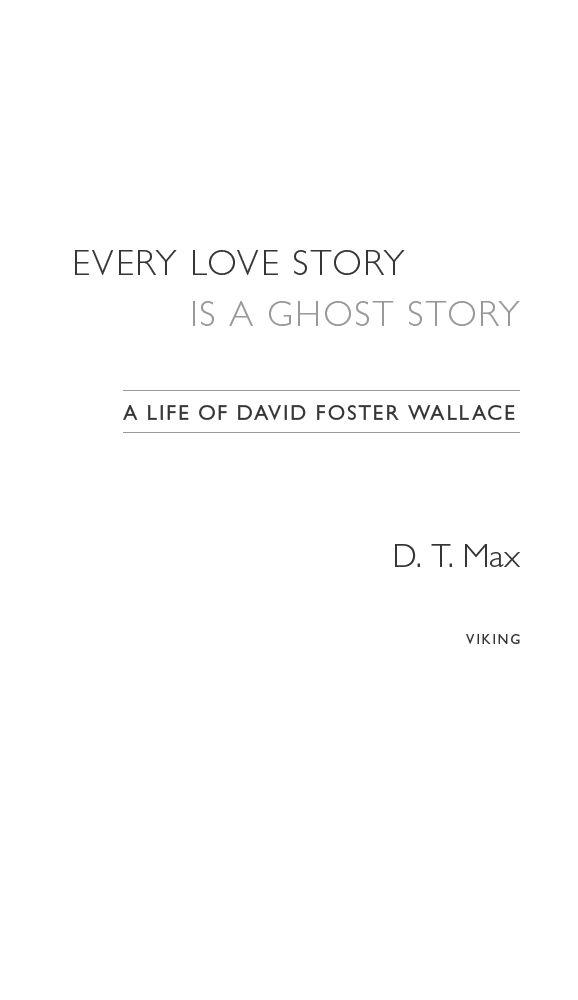 EVERY LOVE STORY
IS A GHOST STORY
A LIFE OF DAVID FOSTER WALLACE
D. T. Max
VIKING